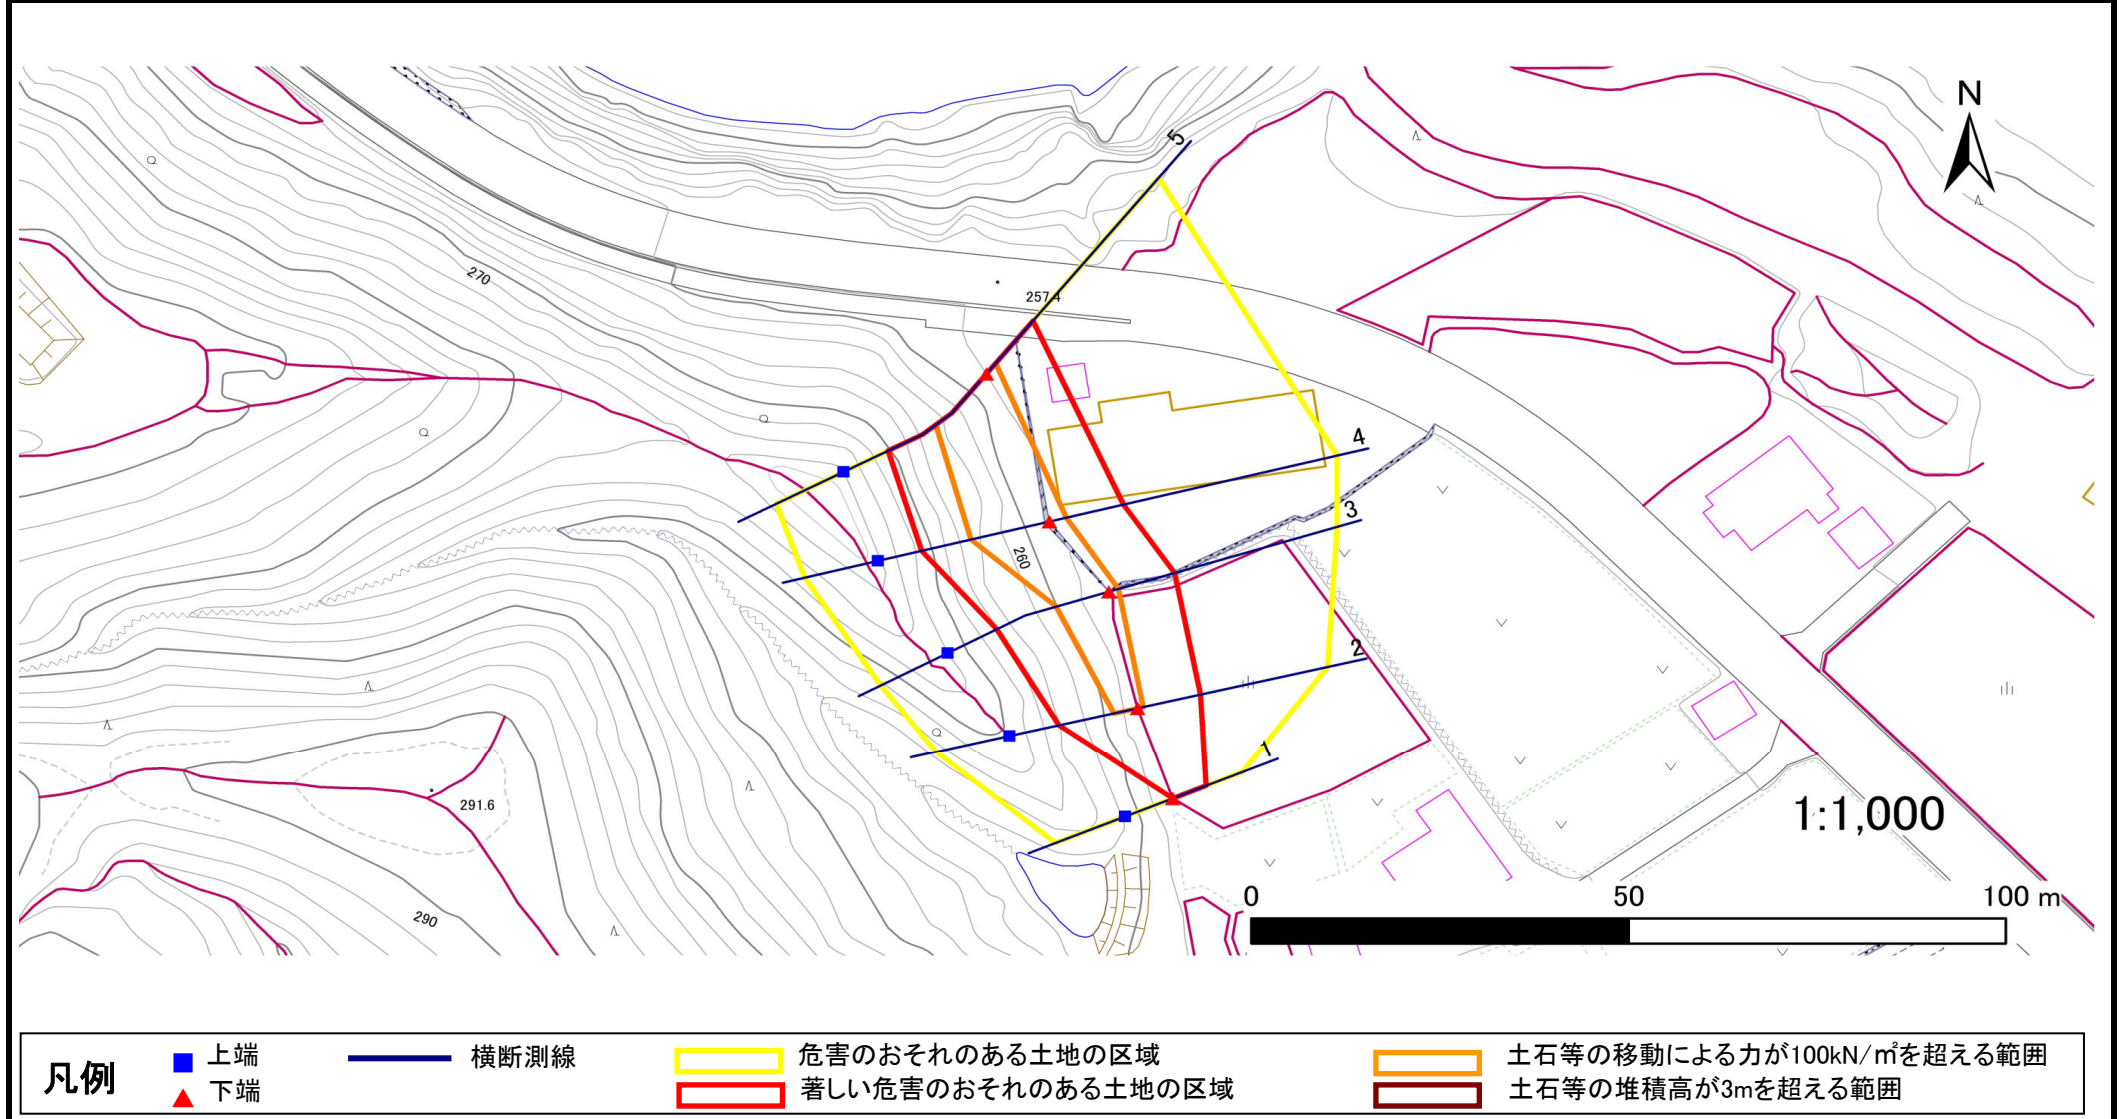 N
5
270
257.4
4
3
260
2
1
291.6
1:1,000
290
0 50 100 m
凡例
上端
横断測線
危害のおそれのある土地の区域
土石等の移動による力が100kN/㎡を超える範囲
下端
著しい危害のおそれのある土地の区域
土石等の堆積高が3mを超える範囲